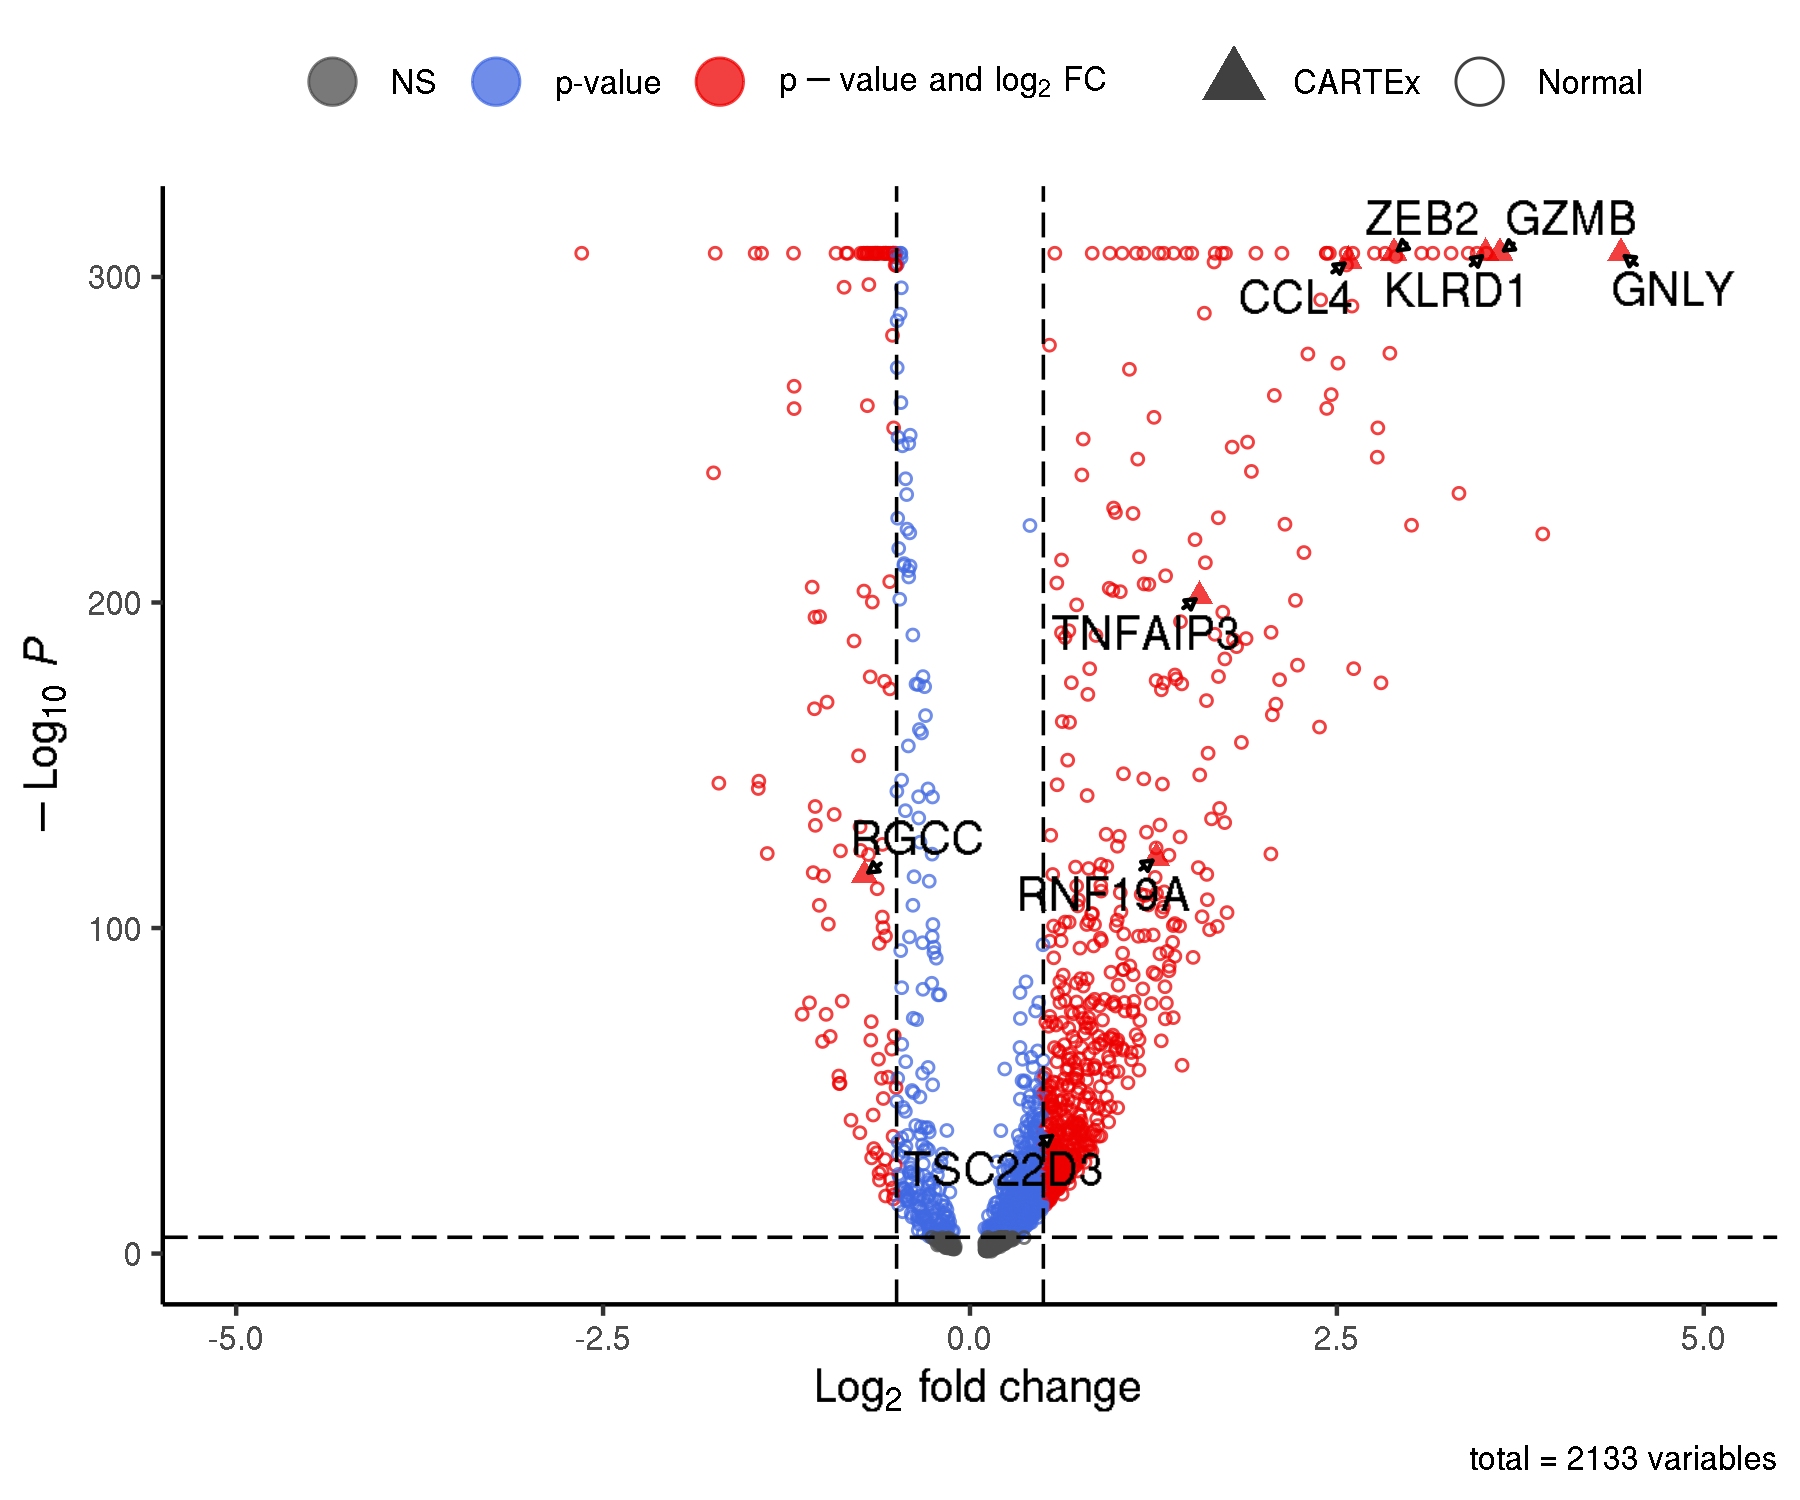 NS p-value p − value and log₂ FC CARTEx Normal
ZEB2 GZMB
CCL4 KLRD1 GNLY
TNFAIP3
RGCC
RNF19A
TSC22D3
300
200
100
0
− Log₁₀ P
-5.0 -2.5 0.0 2.5 5.0
Log₂ fold change
total = 2133 variables